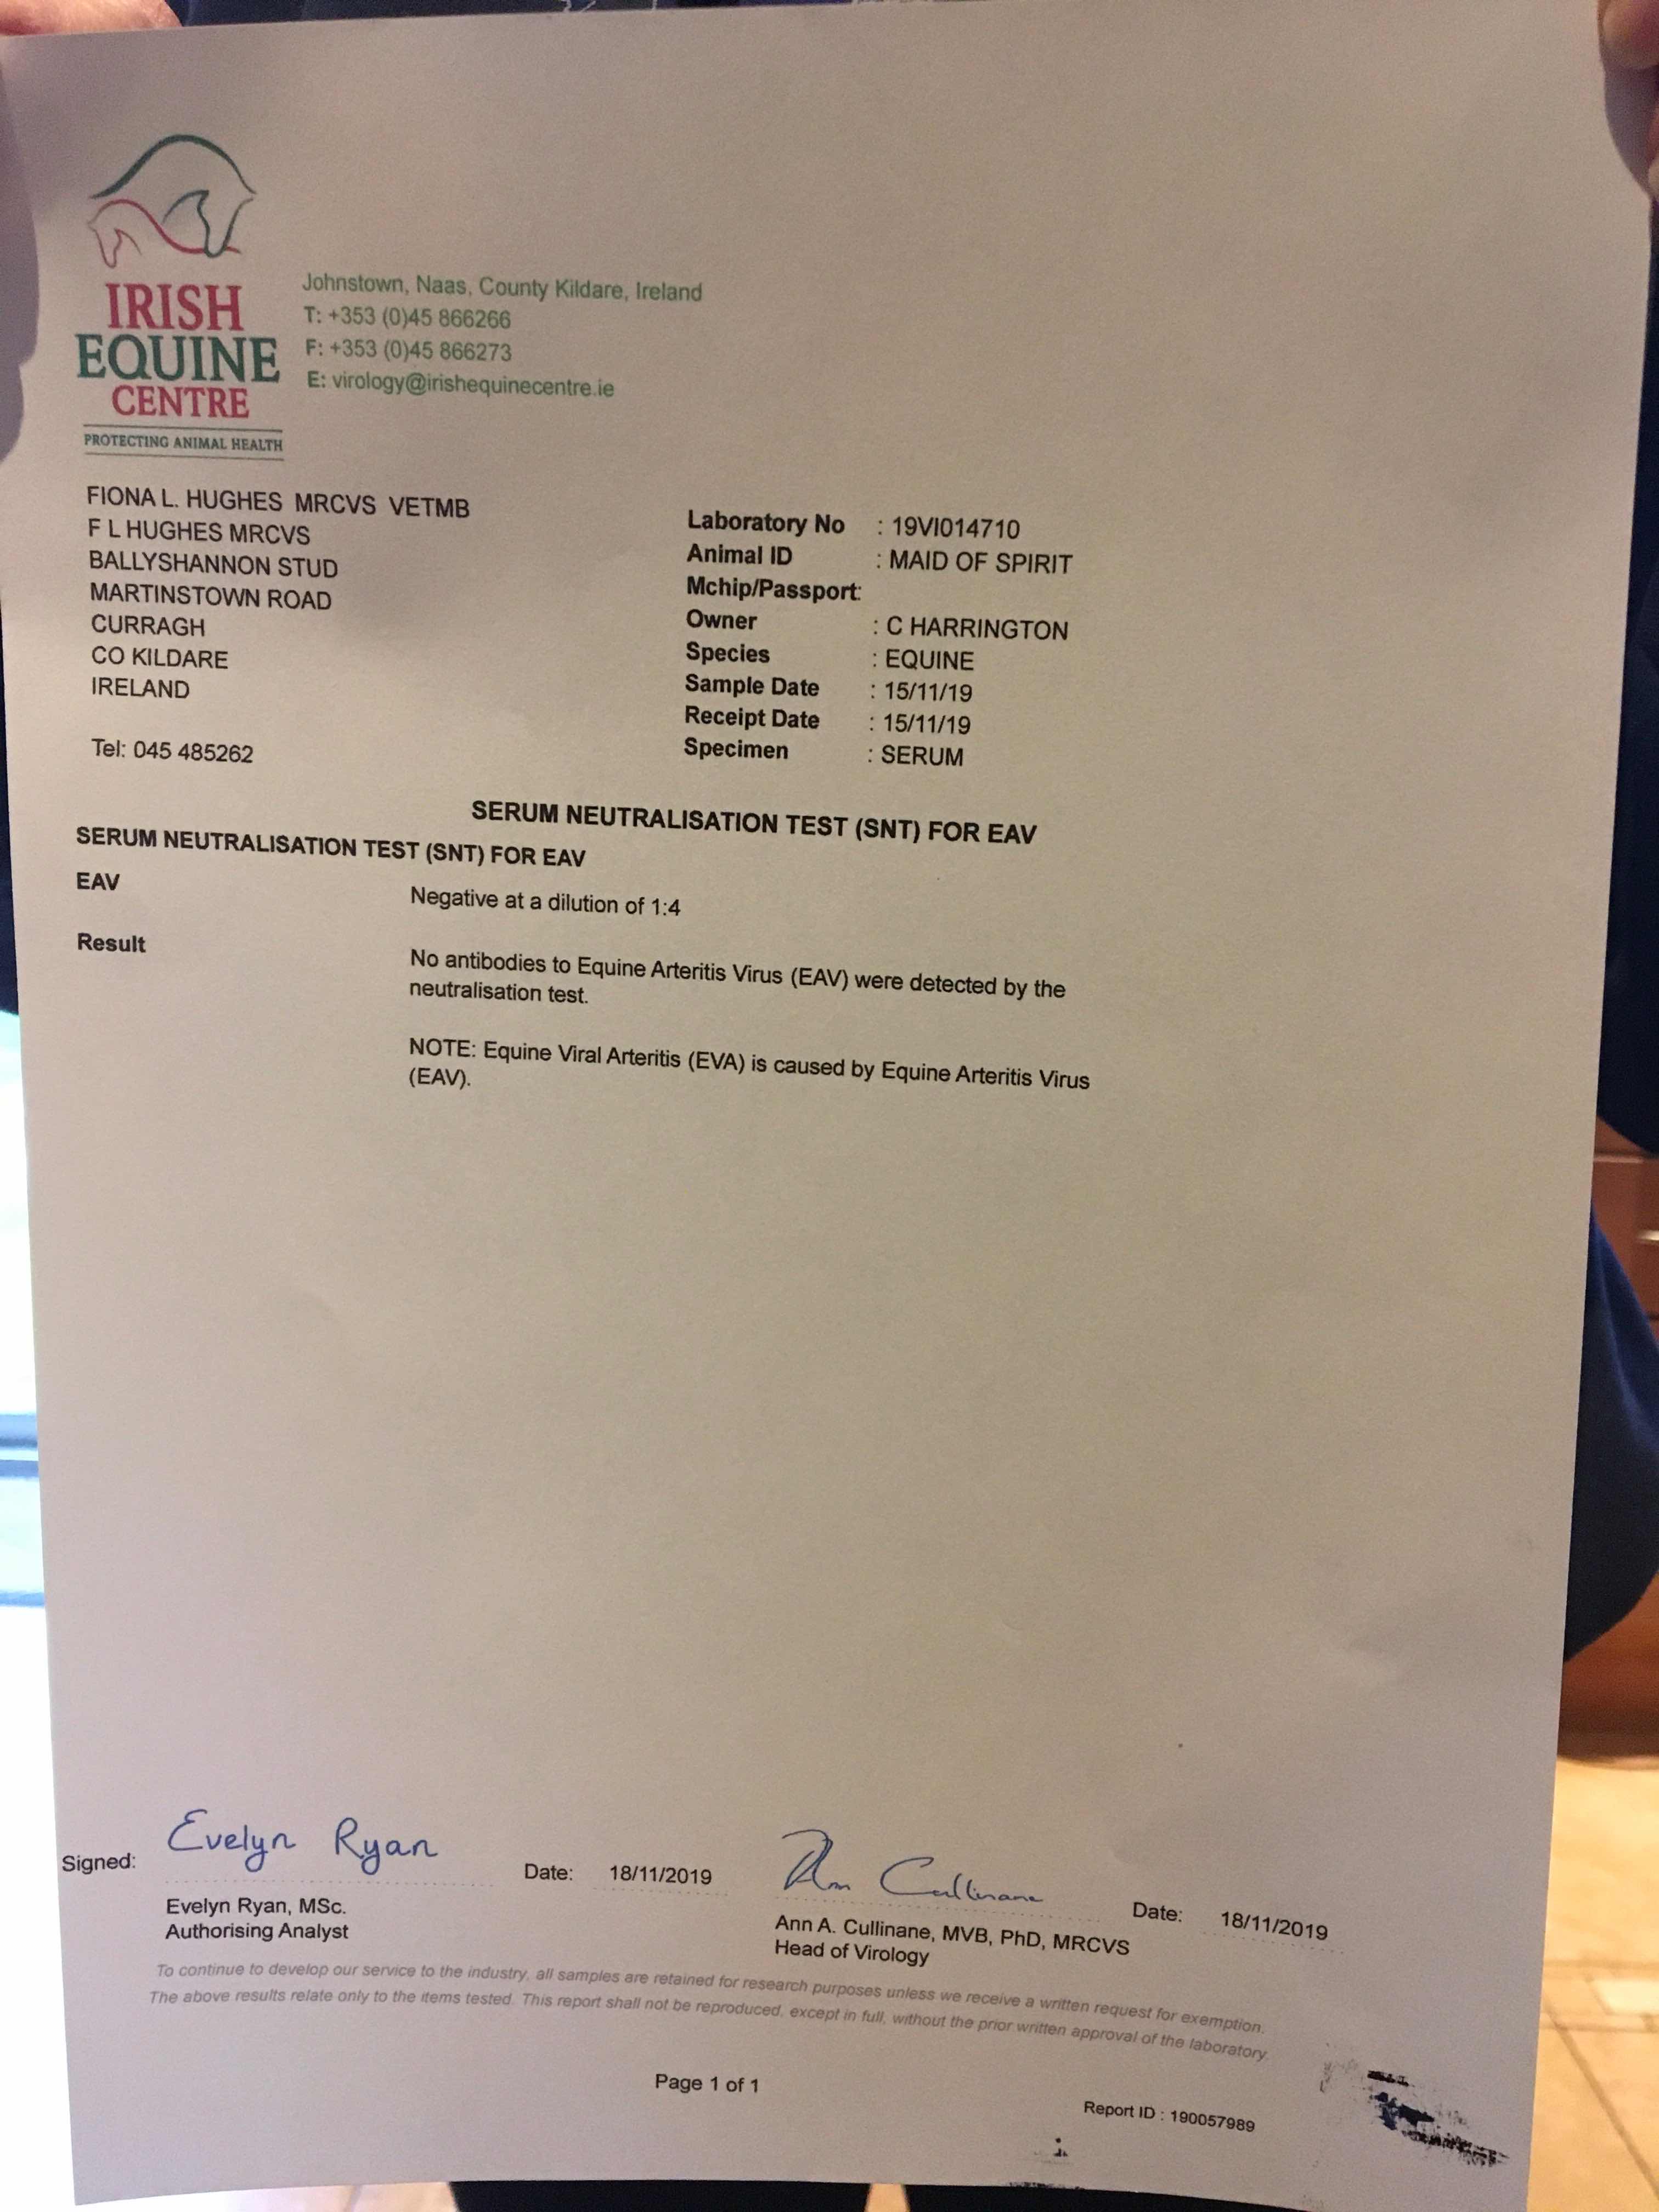 IRISH
EQUINE
CENTRE
PROTECTING ANIMAL HEALTH
Johnstown, Naas, County Kildare, Ireland
T: +353 (0)45 866266
F: +353 (0)45 866273
E: virology@irishequinecentre.ie
FIONA L. HUGHES MRCVS VETMB
F L HUGHES MRCVS
BALLYSHANNON STUD
MARTINSTOWN ROAD
CURRAGH
CO KILDARE
IRELAND
Tel: 045 485262
Laboratory No : 19VI014710
Animal ID : MAID OF SPIRIT
Mchip/Passport:
Owner : C HARRINGTON
Species : EQUINE
Sample Date : 15/11/19
Receipt Date : 15/11/19
Specimen : SERUM
SERUM NEUTRALISATION TEST (SNT) FOR EAV
SERUM NEUTRALISATION TEST (SNT) FOR EAV
EAV Negative at a dilution of 1:4
Result No antibodies to Equine Arteritis Virus (EAV) were detected by the
neutralisation test.
NOTE: Equine Viral Arteritis (EVA) is caused by Equine Arteritis Virus
(EAV).
Signed: Evelyn Ryan Date: 18/11/2019
Evelyn Ryan, MSc.
Authorising Analyst
Ann Cullinane Date: 18/11/2019
Ann A. Cullinane, MVB, PhD, MRCVS
Head of Virology
To continue to develop our service to the industry, all samples are retained for research purposes unless we receive a written request for exemption.
The above results relate only to the items tested. This report shall not be reproduced, except in full, without the prior written approval of the laboratory.
Page 1 of 1
Report ID : 190057989